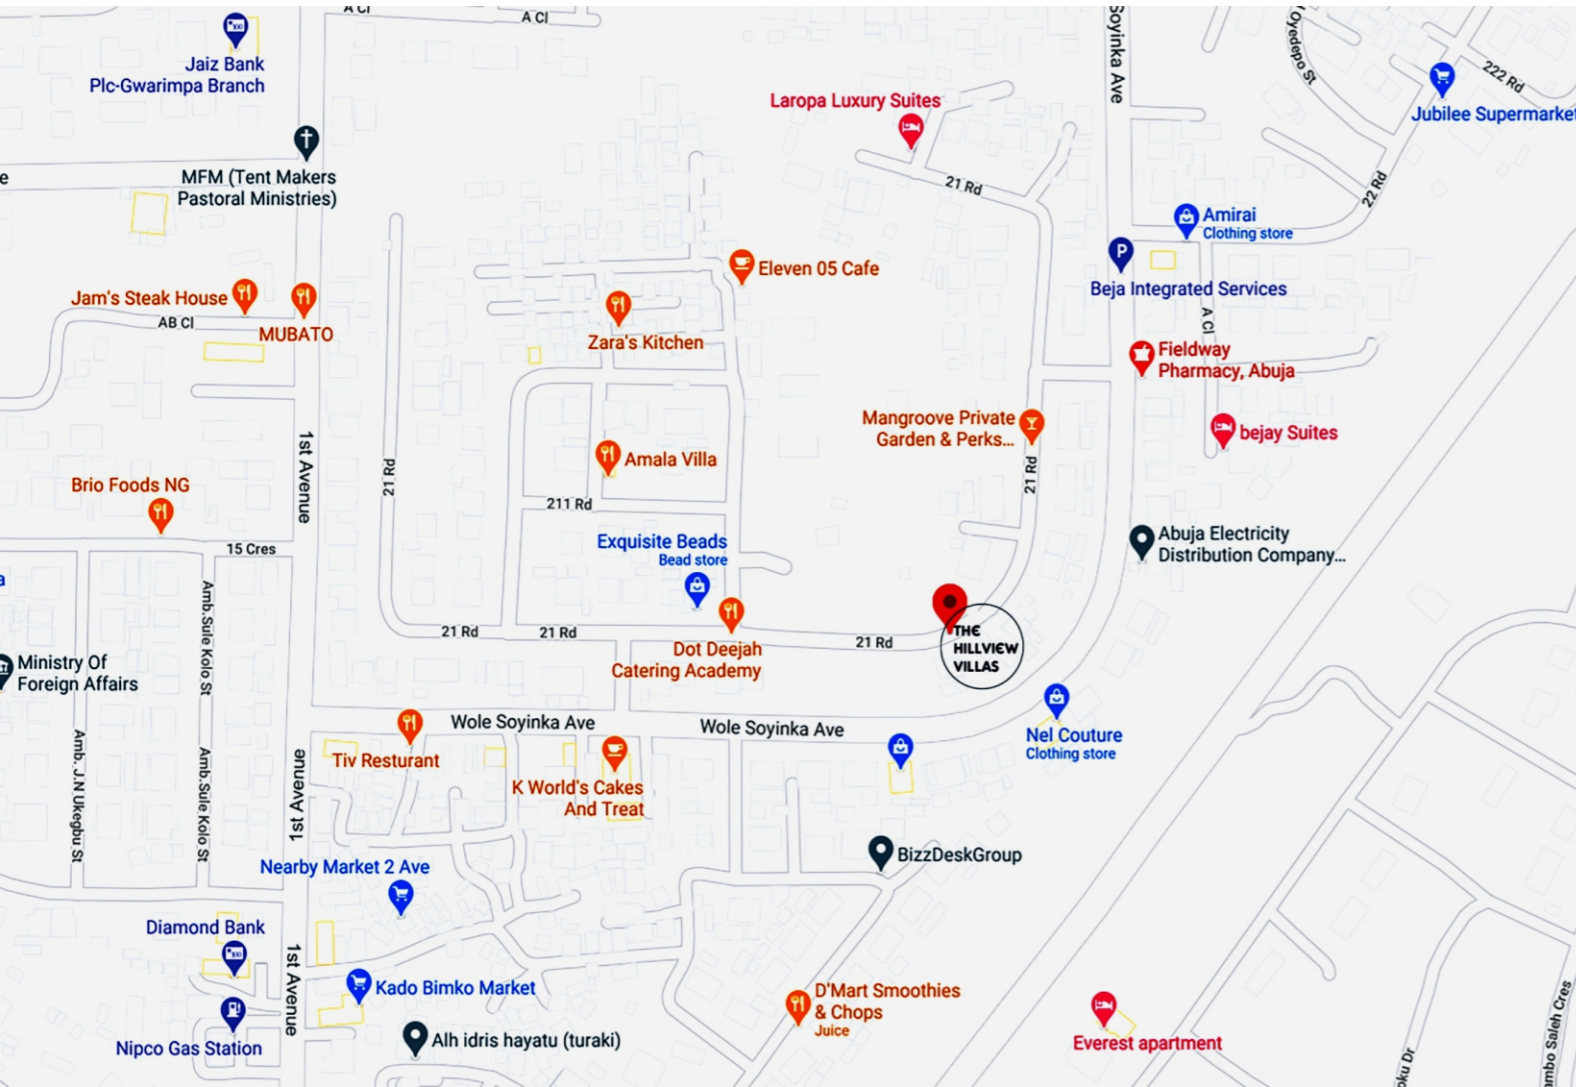 A Cl
A Cl
Jaiz Bank
Plc-Gwarimpa Branch
Soyinka Ave
Oyedepo St
222 Rd
Jubilee Supermarket
Laropa Luxury Suites
MFM (Tent Makers
Pastoral Ministries)
e
21 Rd
22 Rd
Amirai
Clothing store
P
Beja Integrated Services
Eleven 05 Cafe
Jam's Steak House
AB Cl
MUBATO
Zara's Kitchen
A Cl
Fieldway
Pharmacy, Abuja
Mangroove Private
Garden & Perks...
bejay Suites
1st Avenue
21 Rd
Amala Villa
21 Rd
Brio Foods NG
211 Rd
15 Cres
Exquisite Beads
Bead store
Abuja Electricity
Distribution Company...
a
Amb.Sule Kolo St
21 Rd
21 Rd
Dot Deejah
Catering Academy
21 Rd
THE
HILLVIEW
VILLAS
Ministry Of
Foreign Affairs
Wole Soyinka Ave
Wole Soyinka Ave
Nel Couture
Clothing store
Tiv Resturant
Amb. J.N Ukegbu St
Amb.Sule Kolo St
1st Avenue
K World's Cakes
And Treat
Nearby Market 2 Ave
BizzDeskGroup
Diamond Bank
1st Avenue
Kado Bimko Market
D'Mart Smoothies
& Chops
Juice
Nipco Gas Station
Alh idris hayatu (turaki)
Everest apartment
oku Dr
mbo Saleh Cres